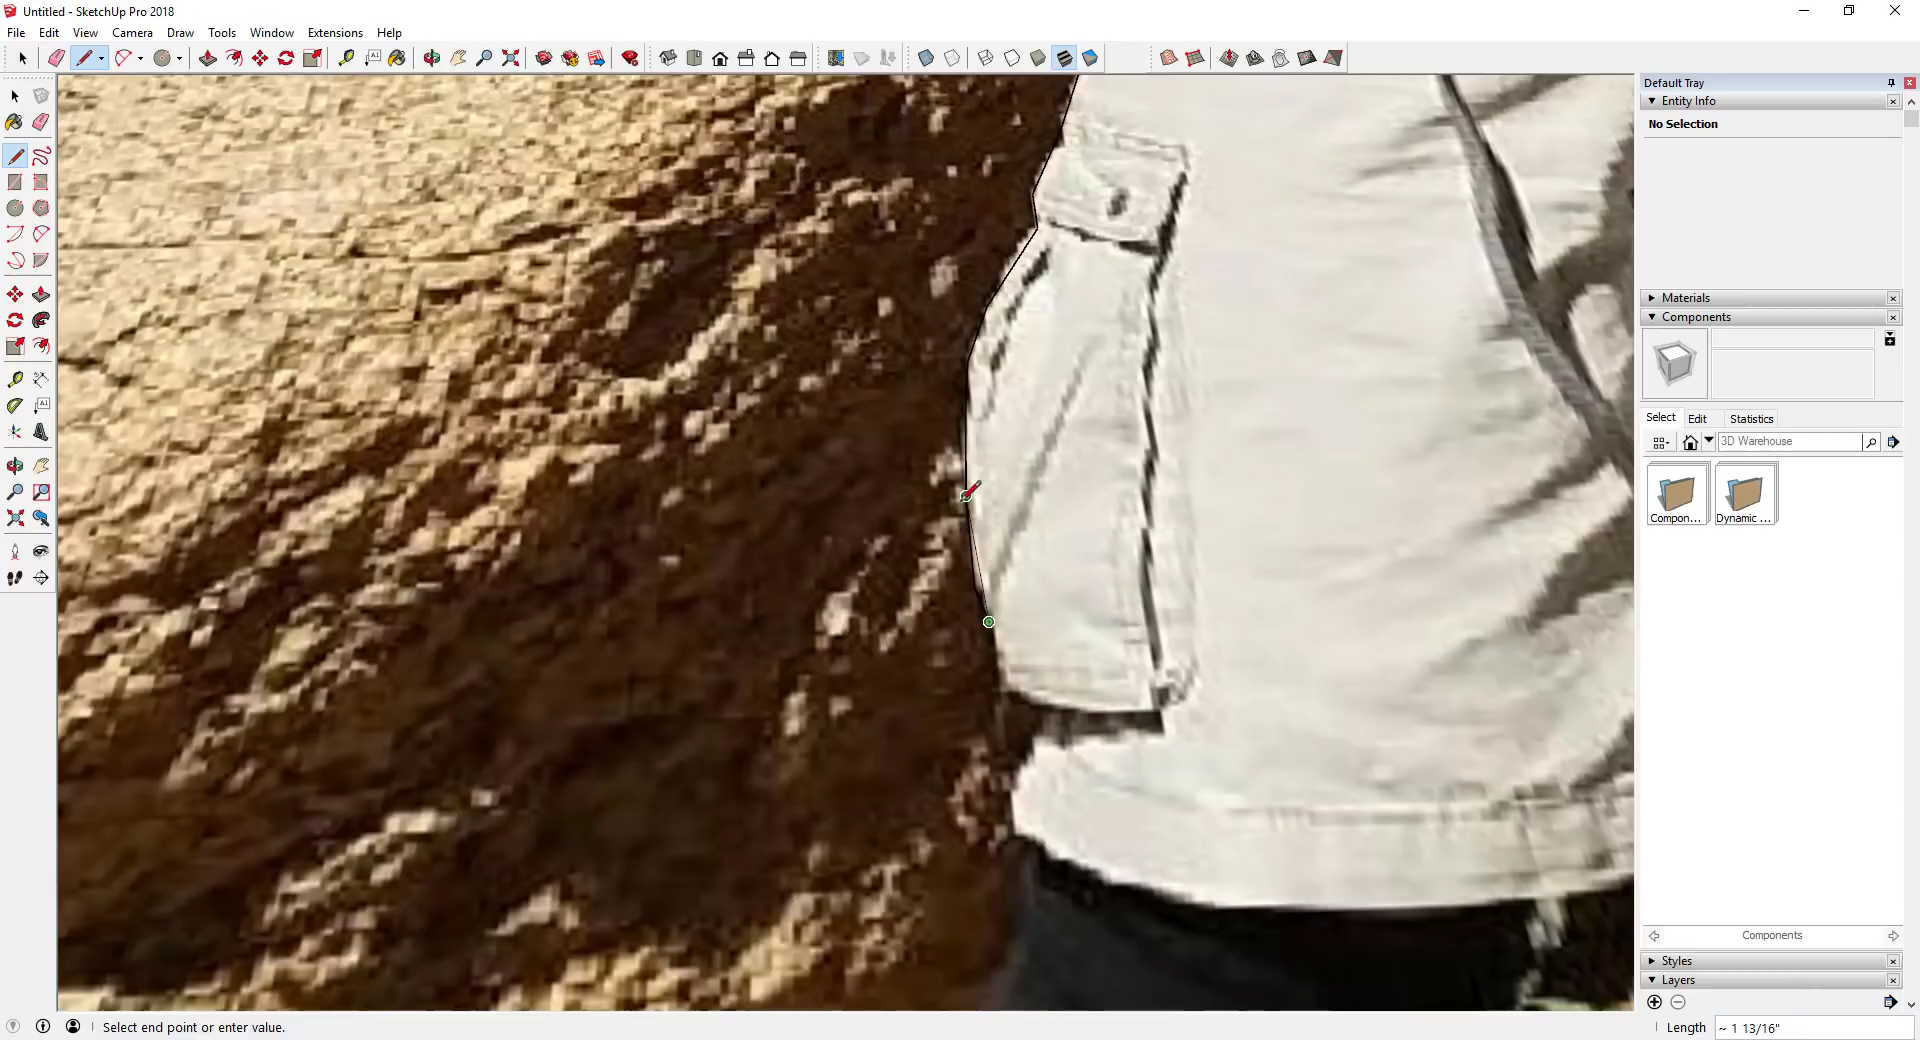 Untitled - SketchUp Pro 2018
File Edit View Camera Draw Tools Window Extensions Help
Default Tray
Entity Info
No Selection
Materials
Components
Select Edit Statistics
3D Warehouse
Compon... Dynamic ...
Components
Styles
Layers
Select end point or enter value.
Length ~ 1 13/16"